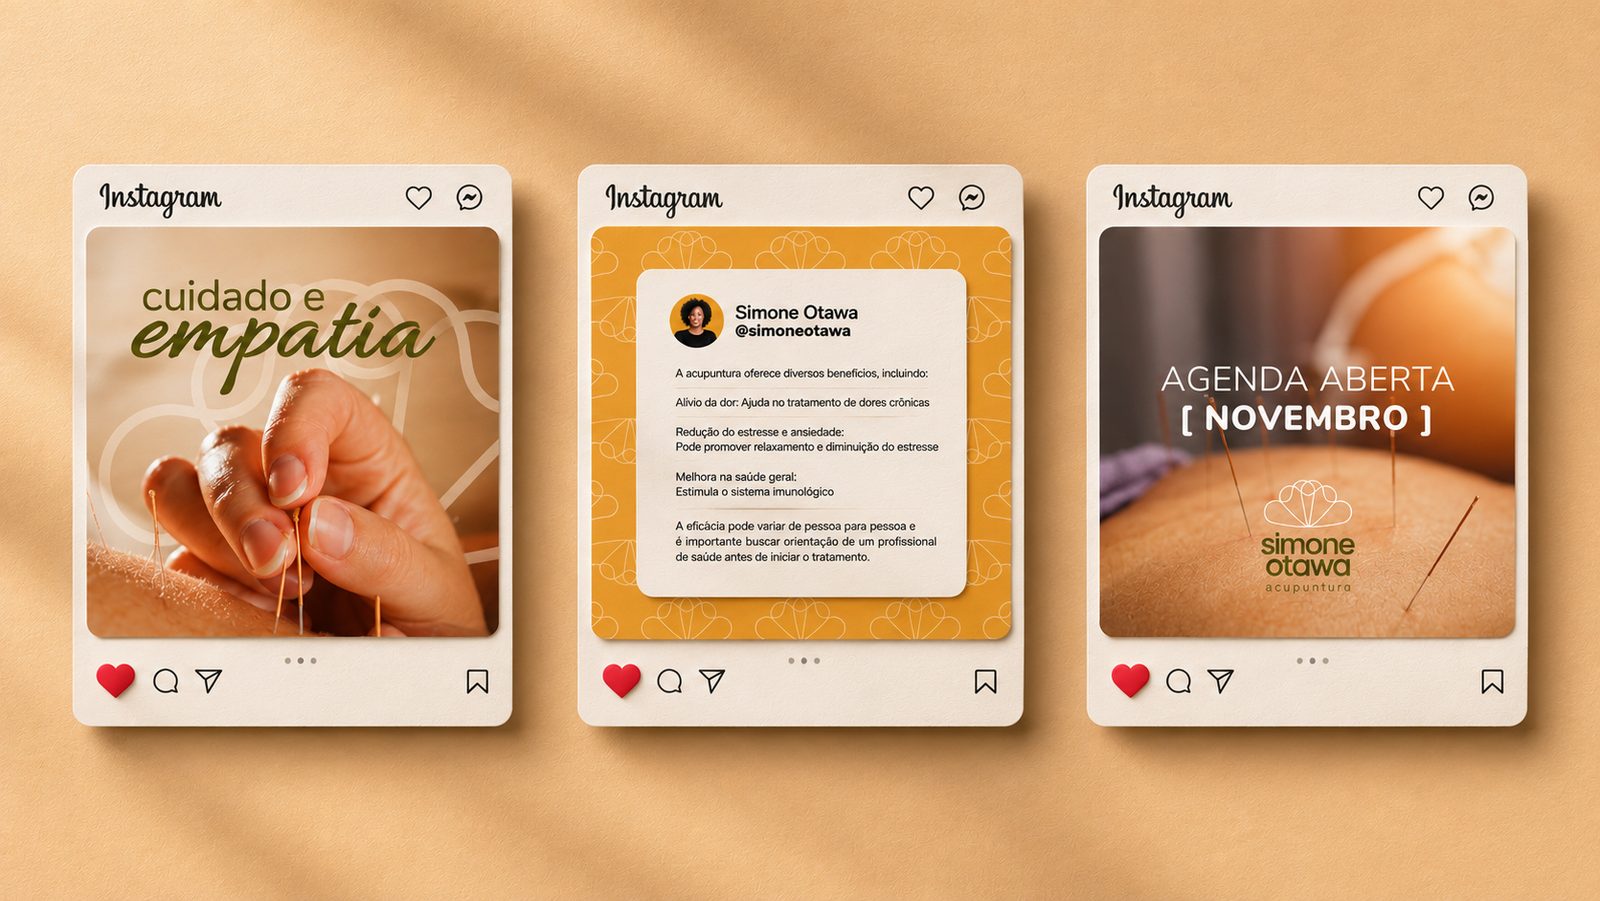 Instagram
cuidado e
empatia
Instagram
Simone Otawa
@simoneotawa
A acupuntura oferece diversos benefícios, incluindo:
Alívio da dor: Ajuda no tratamento de dores crônicas
Redução do estresse e ansiedade:
Pode promover relaxamento e diminuição do estresse
Melhora na saúde geral:
Estimula o sistema imunológico
A eficácia pode variar de pessoa para pessoa e
é importante buscar orientação de um profissional
de saúde antes de iniciar o tratamento.
Instagram
AGENDA ABERTA
[ NOVEMBRO ]
simone
otawa
acupuntura